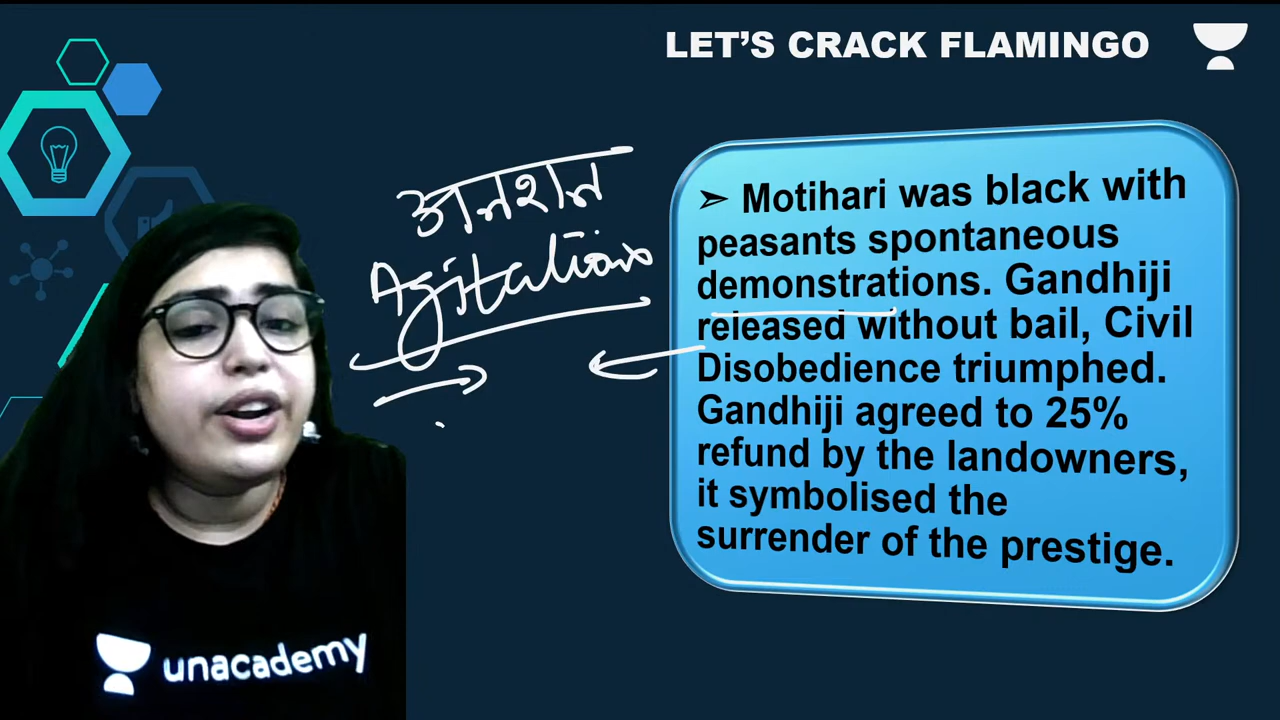 LET'S CRACK FLAMINGO
अनशन
Agitations
➣ Motihari was black with
peasants spontaneous
demonstrations. Gandhiji
released without bail, Civil
Disobedience triumphed.
Gandhiji agreed to 25%
refund by the landowners,
it symbolised the
surrender of the prestige.
unacademy